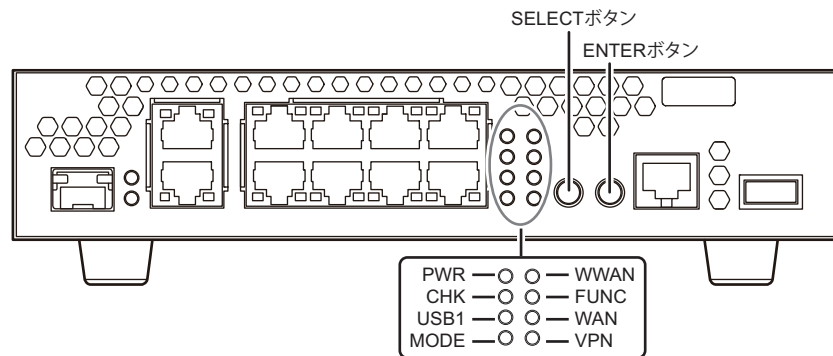 SELECTボタン
ENTERボタン
PWR WWAN
CHK FUNC
USB1 WAN
MODE VPN